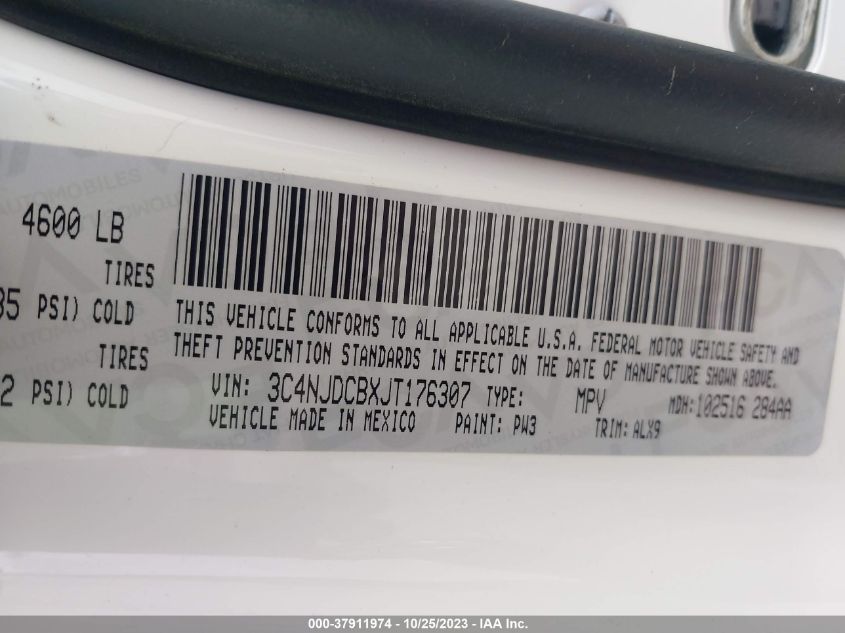 4600 LB
TIRES
35 PSI) COLD
TIRES
2 PSI) COLD
THIS VEHICLE CONFORMS TO ALL APPLICABLE U.S.A. FEDERAL MOTOR VEHICLE SAFETY AND
THEFT PREVENTION STANDARDS IN EFFECT ON THE DATE OF MANUFACTURE SHOWN ABOVE.
VIN: 3C4NJDCBXJT176307 TYPE: MPV MDH: 102516 284AA
VEHICLE MADE IN MEXICO PAINT: PW3 TRIM: ALX9
000-37911974 - 10/25/2023 - IAA Inc.